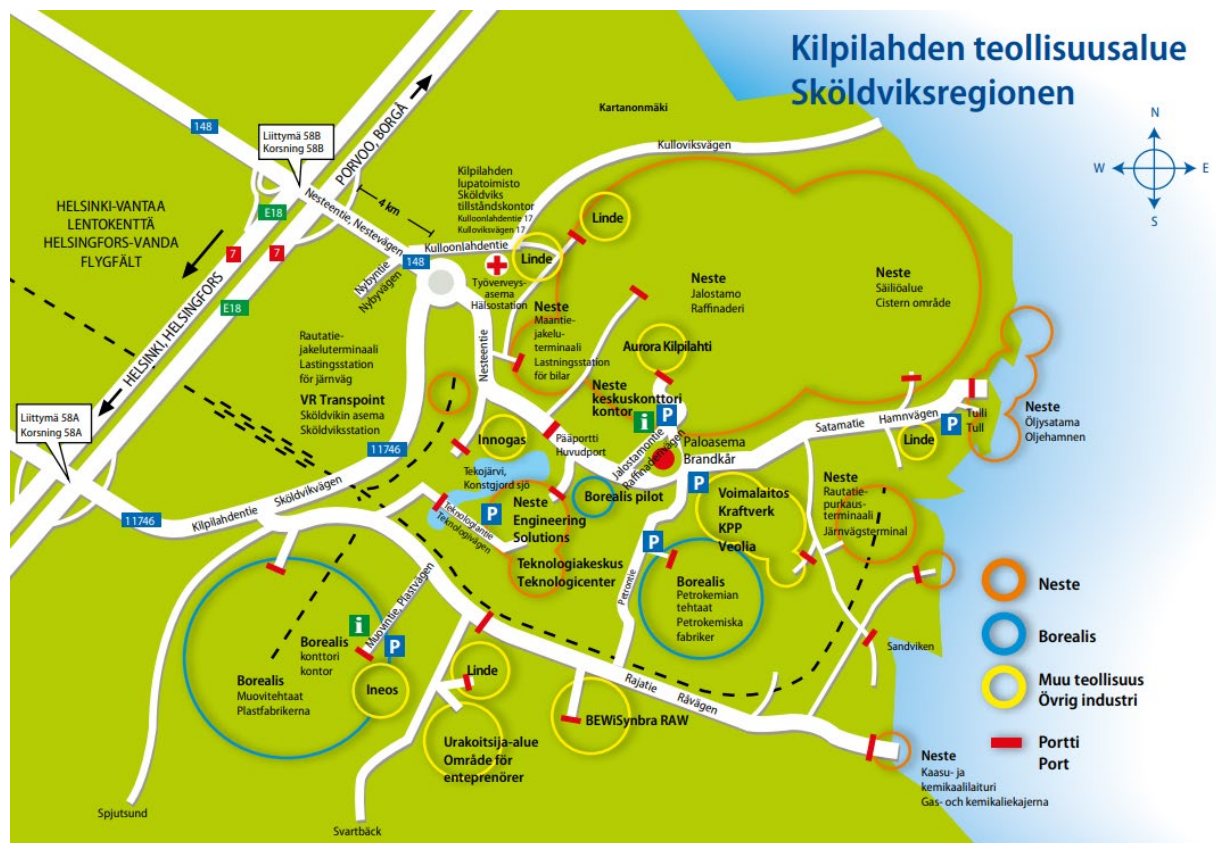 Kilpilahden teollisuusalue
Sköldviksregionen
N
W
E
S
148
Liittymä 58B
Korsning 58B
PORVOO, BORGÅ
Nesteentie, Nestevägen
4 km
HELSINKI-VANTAA
LENTOKENTTÄ
HELSINGFORS-VANDA
FLYGFÄLT
E18
7
7
E18
HELSINKI, HELSINGFORS
Liittymä 58A
Korsning 58A
11746
Kilpilahdentie
Sköldvikvägen
11746
Kartanonmäki
Kulloviksvägen
Kilpilahden
lupatoimisto
Sköldviks
tillståndskontor
Kulloonlahdentie 17
Kulloviksvägen 17
Kulloonlahdentie
148
Nybyntie
Nybyvägen
Linde
Linde
Työverveys-
asema
Hälsostation
Nesteentie
Neste
Maantie-
jakelu-
terminaali
Lastningsstation
för bilar
Neste
Jalostamo
Raffinaderi
Neste
Säiliöalue
Cistern område
Aurora Kilpilahti
Rautatie-
jakeluterminaali
Lastingsstation
för järnväg
VR Transpoint
Sköldvikin asema
Sköldviksstation
Neste
keskuskonttori
kontor
i
P
Innogas
Pääportti
Huvudport
Jalostamontie
Raffinaderivägen
Paloasema
Brandkår
Satamatie
Hamnvägen
Linde
P
Tulli
Tull
Neste
Öljysatama
Oljehamnen
Tekojärvi,
Konstgjord sjö
Teknologiantie
Teknologivägen
P
Neste
Engineering
Solutions
Borealis pilot
P
Voimalaitos
Kraftverk
KPP
Veolia
Neste
Rautatie-
purkaus-
terminaali
Järnvägsterminal
Teknologiakeskus
Teknologicenter
P
Petrontie
Borealis
Petrokemian
tehtaat
Petrokemiska
fabriker
Muovintie, Plastvägen
i
P
Borealis
konttori
kontor
Borealis
Muovitehtaat
Plastfabrikerna
Ineos
Linde
Urakoitsija-alue
Område för
enteprenörer
BEWiSynbra RAW
Rajatie
Råvägen
Sandviken
Neste
Kaasu- ja
kemikaalilaituri
Gas- och kemikaliekajerna
Spjutsund
Svartbäck
Neste
Borealis
Muu teollisuus
Övrig industri
Portti
Port